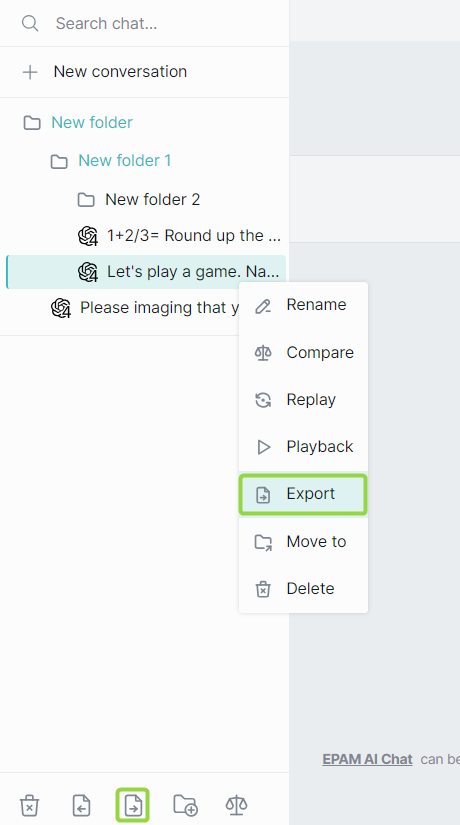 Search chat...
New conversation
New folder
New folder 1
New folder 2
1+2/3= Round up the ...
Let's play a game. Na...
Please imaging that y
Rename
Compare
Replay
Playback
Export
Move to
Delete
EPAM AI Chat can be